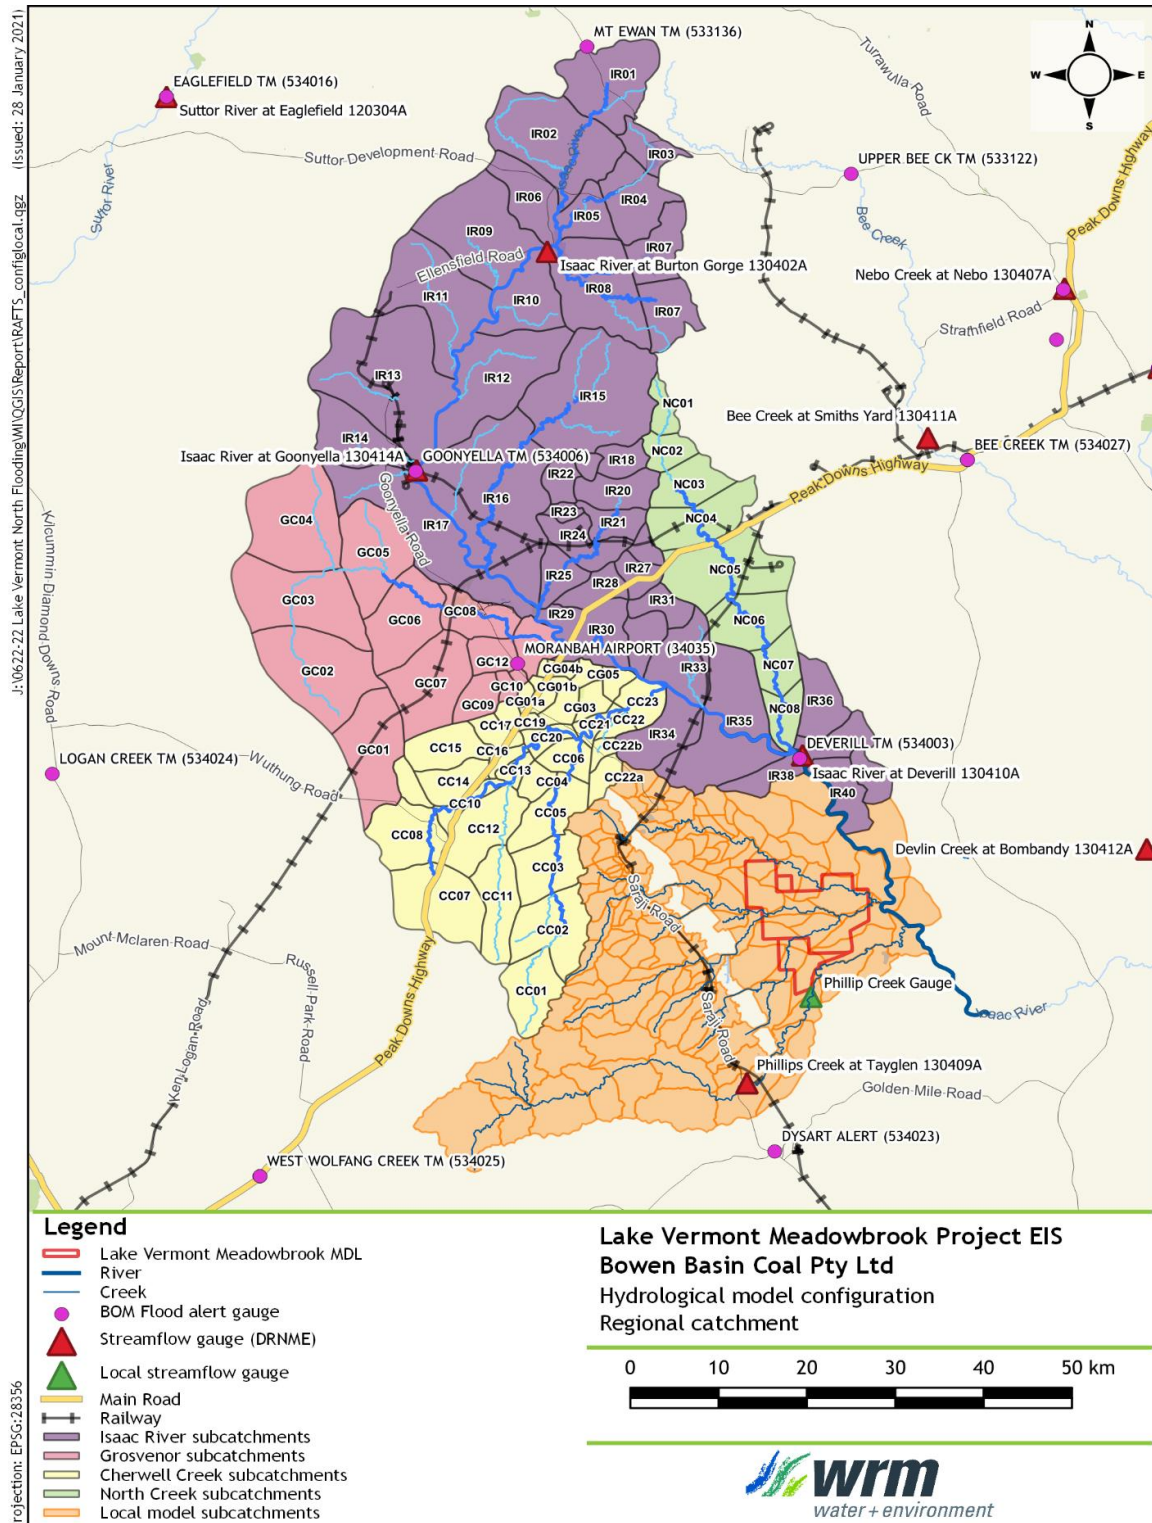 J:\0622-22 Lake Vermont North Flooding\WI\QGIS\Report\RAFTS_configlocal.qgz (Issued: 28 January 2021)
rojection: EPSG:28356
MT EWAN TM (533136)
N
W E
S
Turrawulla Road
EAGLEFIELD TM (534016)
Suttor River at Eaglefield 120304A
Suttor River
Suttor Development Road
UPPER BEE CK TM (533122)
Bee Creek
Peak Downs Highway
IR01
IR02
IR03
IR04
IR05
IR06
IR07
IR09
Ellensfield Road
Isaac River at Burton Gorge 130402A
Nebo Creek at Nebo 130407A
IR08
IR10
IR11
IR07
Strathfield Road
IR12
IR13
IR15
NC01
Bee Creek at Smiths Yard 130411A
IR14
Isaac River at Goonyella 130414A
GOONYELLA TM (534006)
BEE CREEK TM (534027)
Peak Downs Highway
NC02
IR18
IR22
NC03
IR20
IR16
IR23
IR21
NC04
IR17
IR24
Goonyella Road
Kilcummin Diamond Downs Road
GC04
GC05
IR25
IR27
IR28
NC05
GC03
IR31
GC06
GC08
IR29
NC06
IR30
MORANBAH AIRPORT (34035)
GC12
GC02
CG04b
CG05
IR33
NC07
GC07
GC10
CG01b
CG01a
GC09
CG03
CC23
IR36
NC08
CC17
CC19
CC21
CC22
IR35
GC01
CC15
CC16
CC20
CC22b
IR34
DEVERILL TM (534003)
LOGAN CREEK TM (534024)
Wuthung Road
CC06
CC13
CC14
CC04
CC22a
IR38
Isaac River at Deverill 130410A
IR40
CC10
CC05
CC08
CC12
Devlin Creek at Bombandy 130412A
CC03
CC07
CC11
Saraji Road
CC02
Mount Mclaren Road
Russell Park Road
Peak Downs Highway
Ken Logan Road
CC01
Phillip Creek Gauge
Isaac River
Saraji Road
Phillips Creek at Tayglen 130409A
Golden Mile Road
DYSART ALERT (534023)
WEST WOLFANG CREEK TM (534025)
Legend
Lake Vermont Meadowbrook MDL
River
Creek
BOM Flood alert gauge
Streamflow gauge (DRNME)
Local streamflow gauge
Main Road
Railway
Isaac River subcatchments
Grosvenor subcatchments
Cherwell Creek subcatchments
North Creek subcatchments
Local model subcatchments
Lake Vermont Meadowbrook Project EIS
Bowen Basin Coal Pty Ltd
Hydrological model configuration
Regional catchment
0 10 20 30 40 50 km
wrm
water + environment